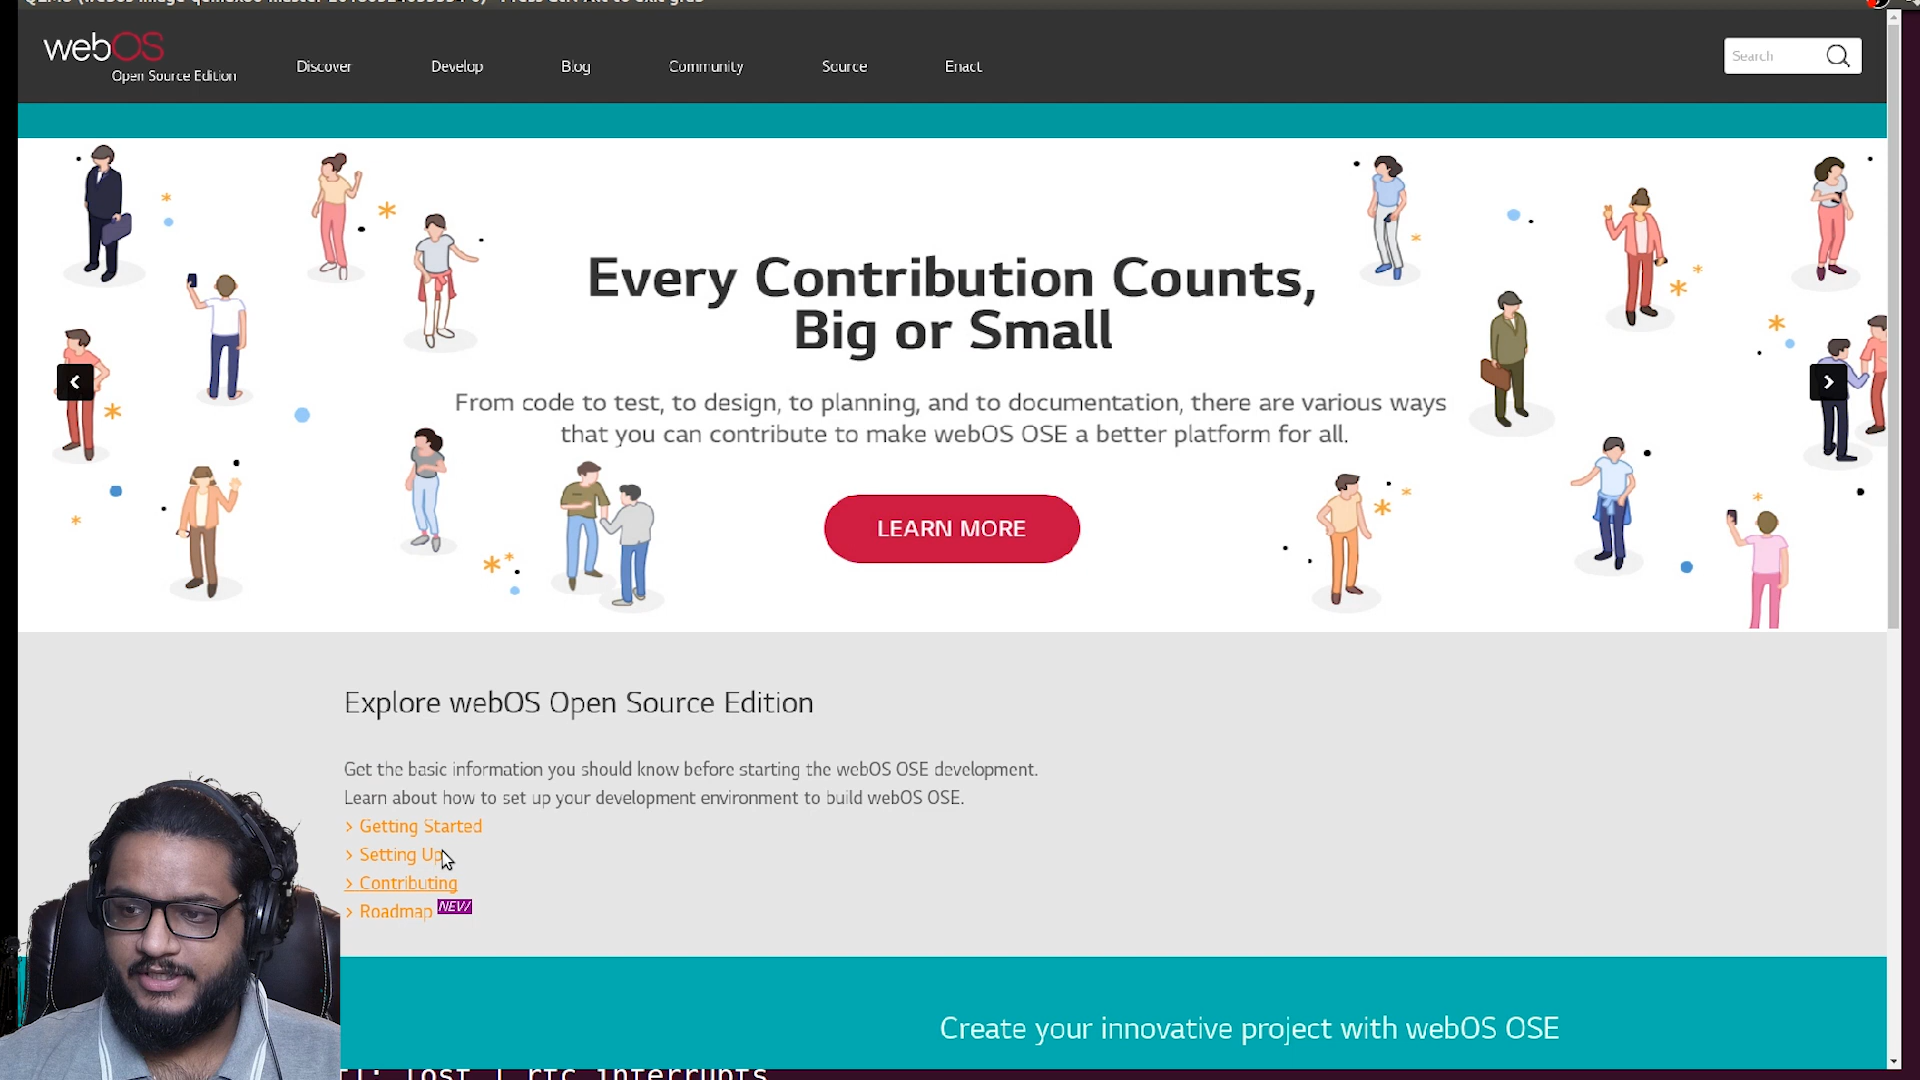 webOS
Open Source Edition
Discover
Develop
Blog
Community
Source
Enact
Search
Every Contribution Counts,
Big or Small
From code to test, to design, to planning, and to documentation, there are various ways
that you can contribute to make webOS OSE a better platform for all.
LEARN MORE
Explore webOS Open Source Edition
Get the basic information you should know before starting the webOS OSE development.
Learn about how to set up your development environment to build webOS OSE.
> Getting Started
> Setting Up
> Contributing
> Roadmap NEW
Create your innovative project with webOS OSE
lost 1 rtc interrupts